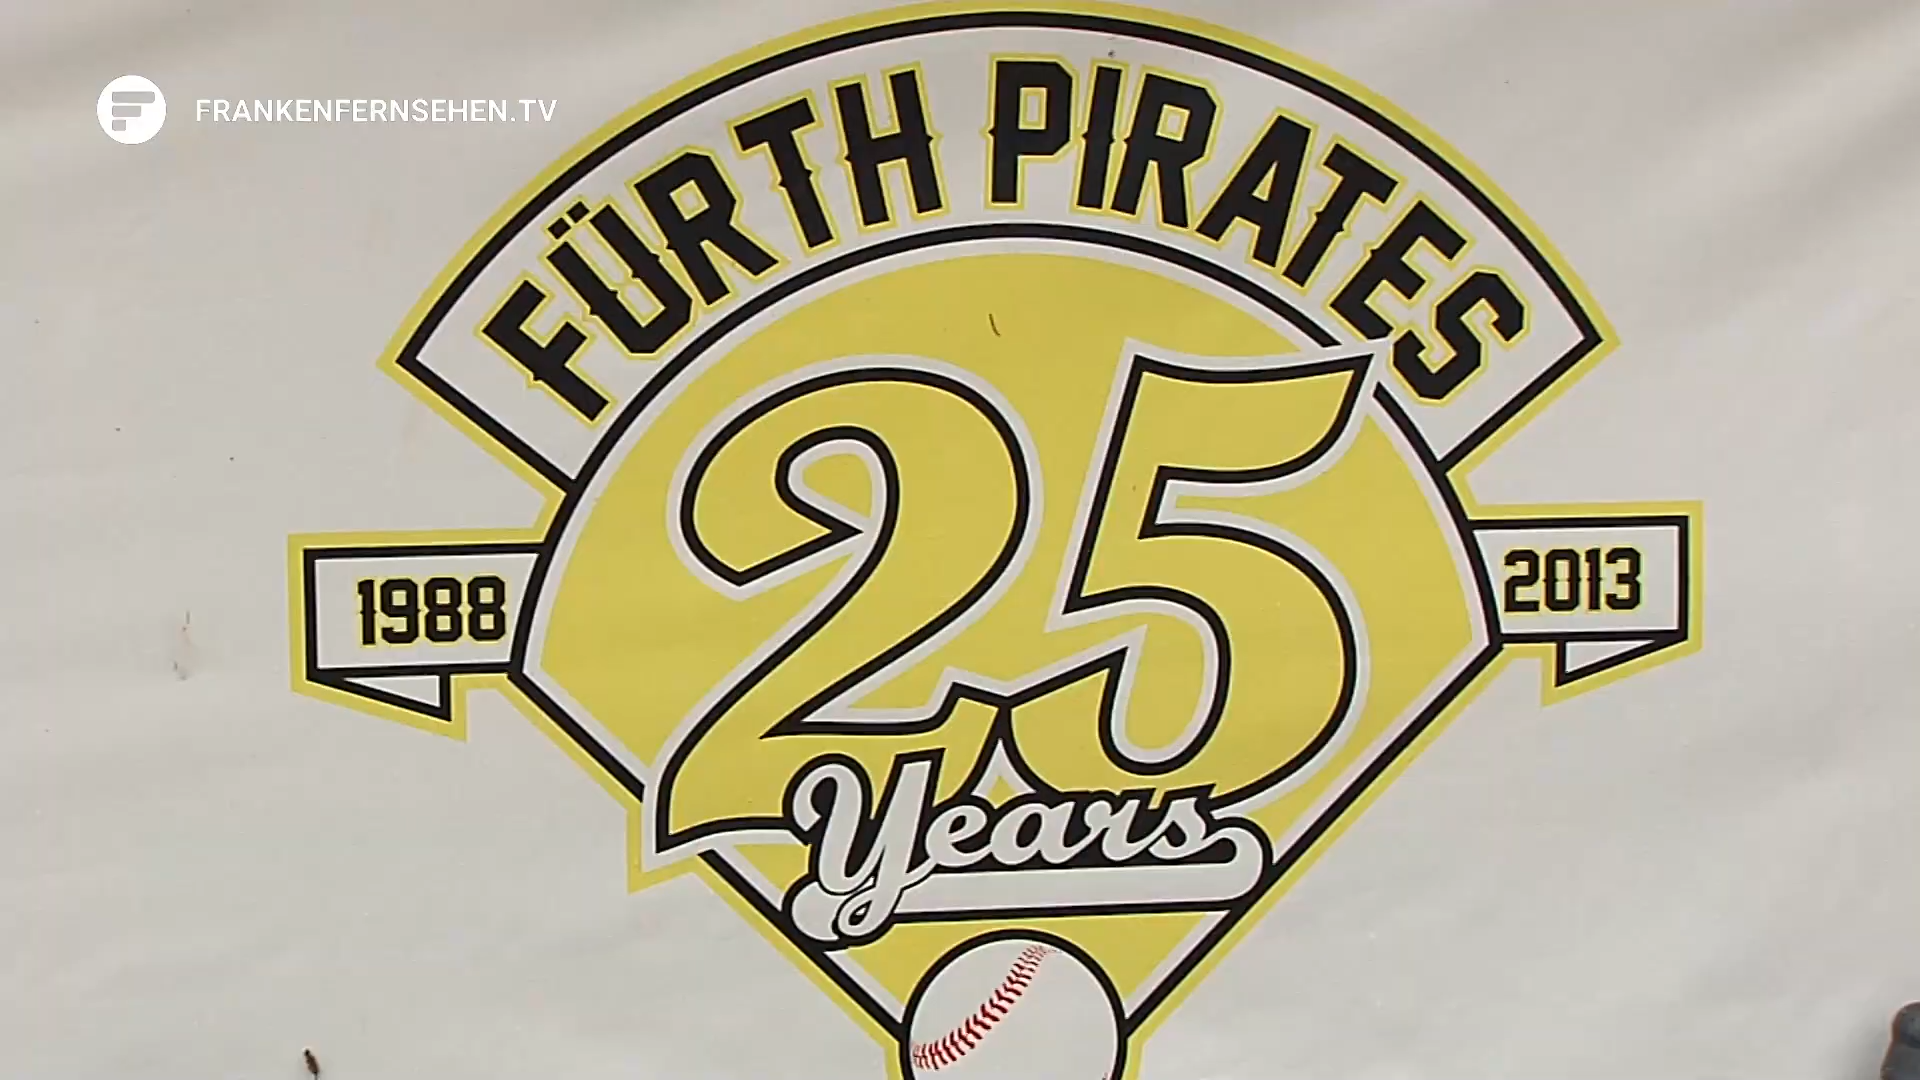 FRANKENFERNSEHEN.TV
FÜRTH PIRATES
25
1988
2013
Years